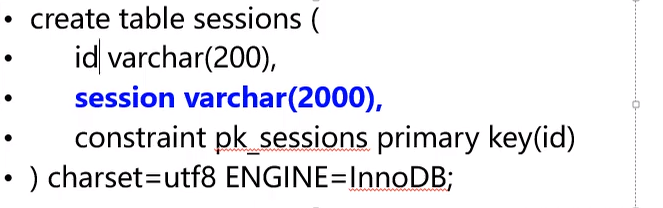 • create table sessions (
• id varchar(200),
• session varchar(2000),
• constraint pk_sessions primary key(id)
• ) charset=utf8 ENGINE=InnoDB;